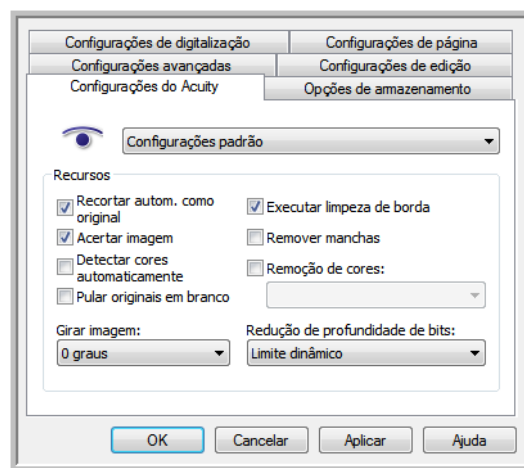 Configurações de digitalização
Configurações de página
Configurações avançadas
Configurações de edição
Configurações do Acuity
Opções de armazenamento
Configurações padrão
Recursos
Recortar autom. como
original
Executar limpeza de borda
Acertar imagem
Remover manchas
Detectar cores
automaticamente
Remoção de cores:
Pular originais em branco
Girar imagem:
Redução de profundidade de bits:
0 graus
Limite dinâmico
OK
Cancelar
Aplicar
Ajuda